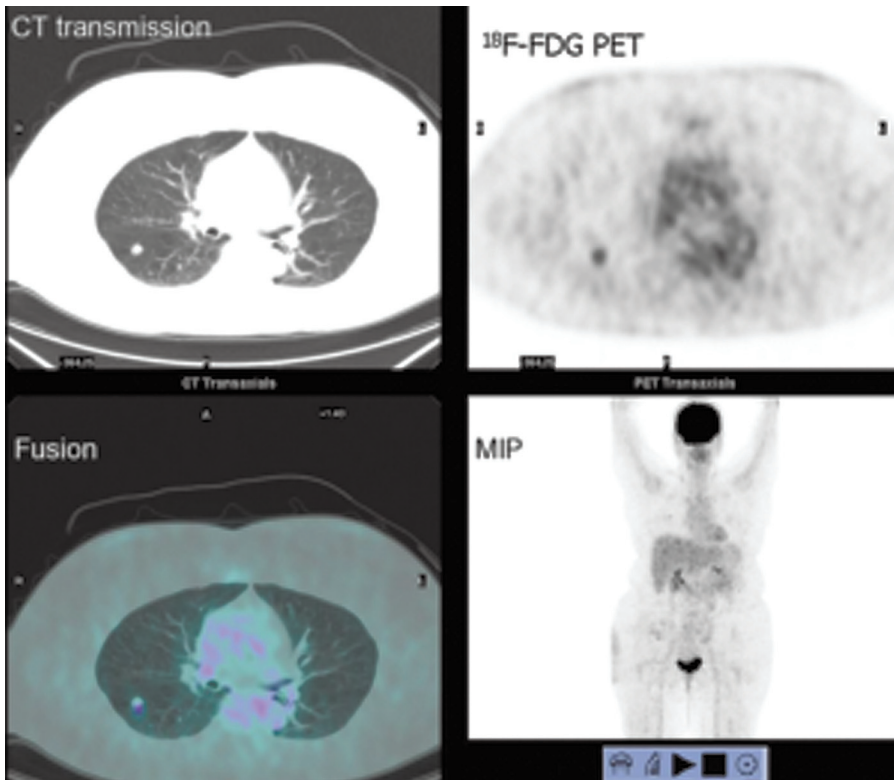 CT transmission
¹⁸F-FDG PET
CT Transaxials
PET Transaxials
A
Fusion
MIP
R